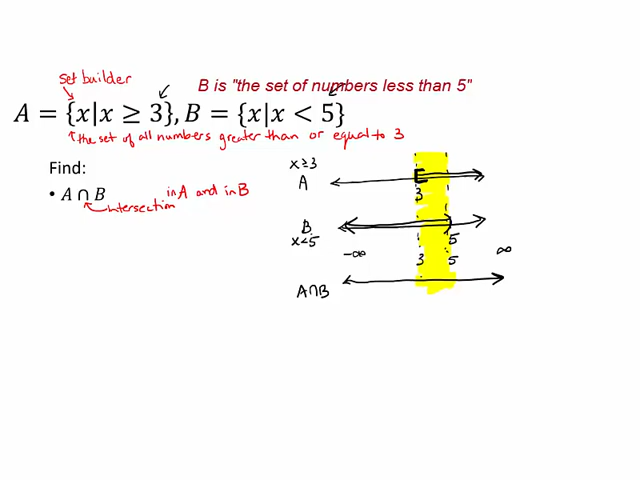 set builder
B is "the set of numbers less than 5"
A = {x|x ≥ 3}, B = {x|x < 5}
the set of all numbers greater than or equal to 3
Find:
• A ∩ B
in A and in B
intersection
x ≥ 3
A
3
B
x < 5
5
-∞ 3 5 ∞
A∩B